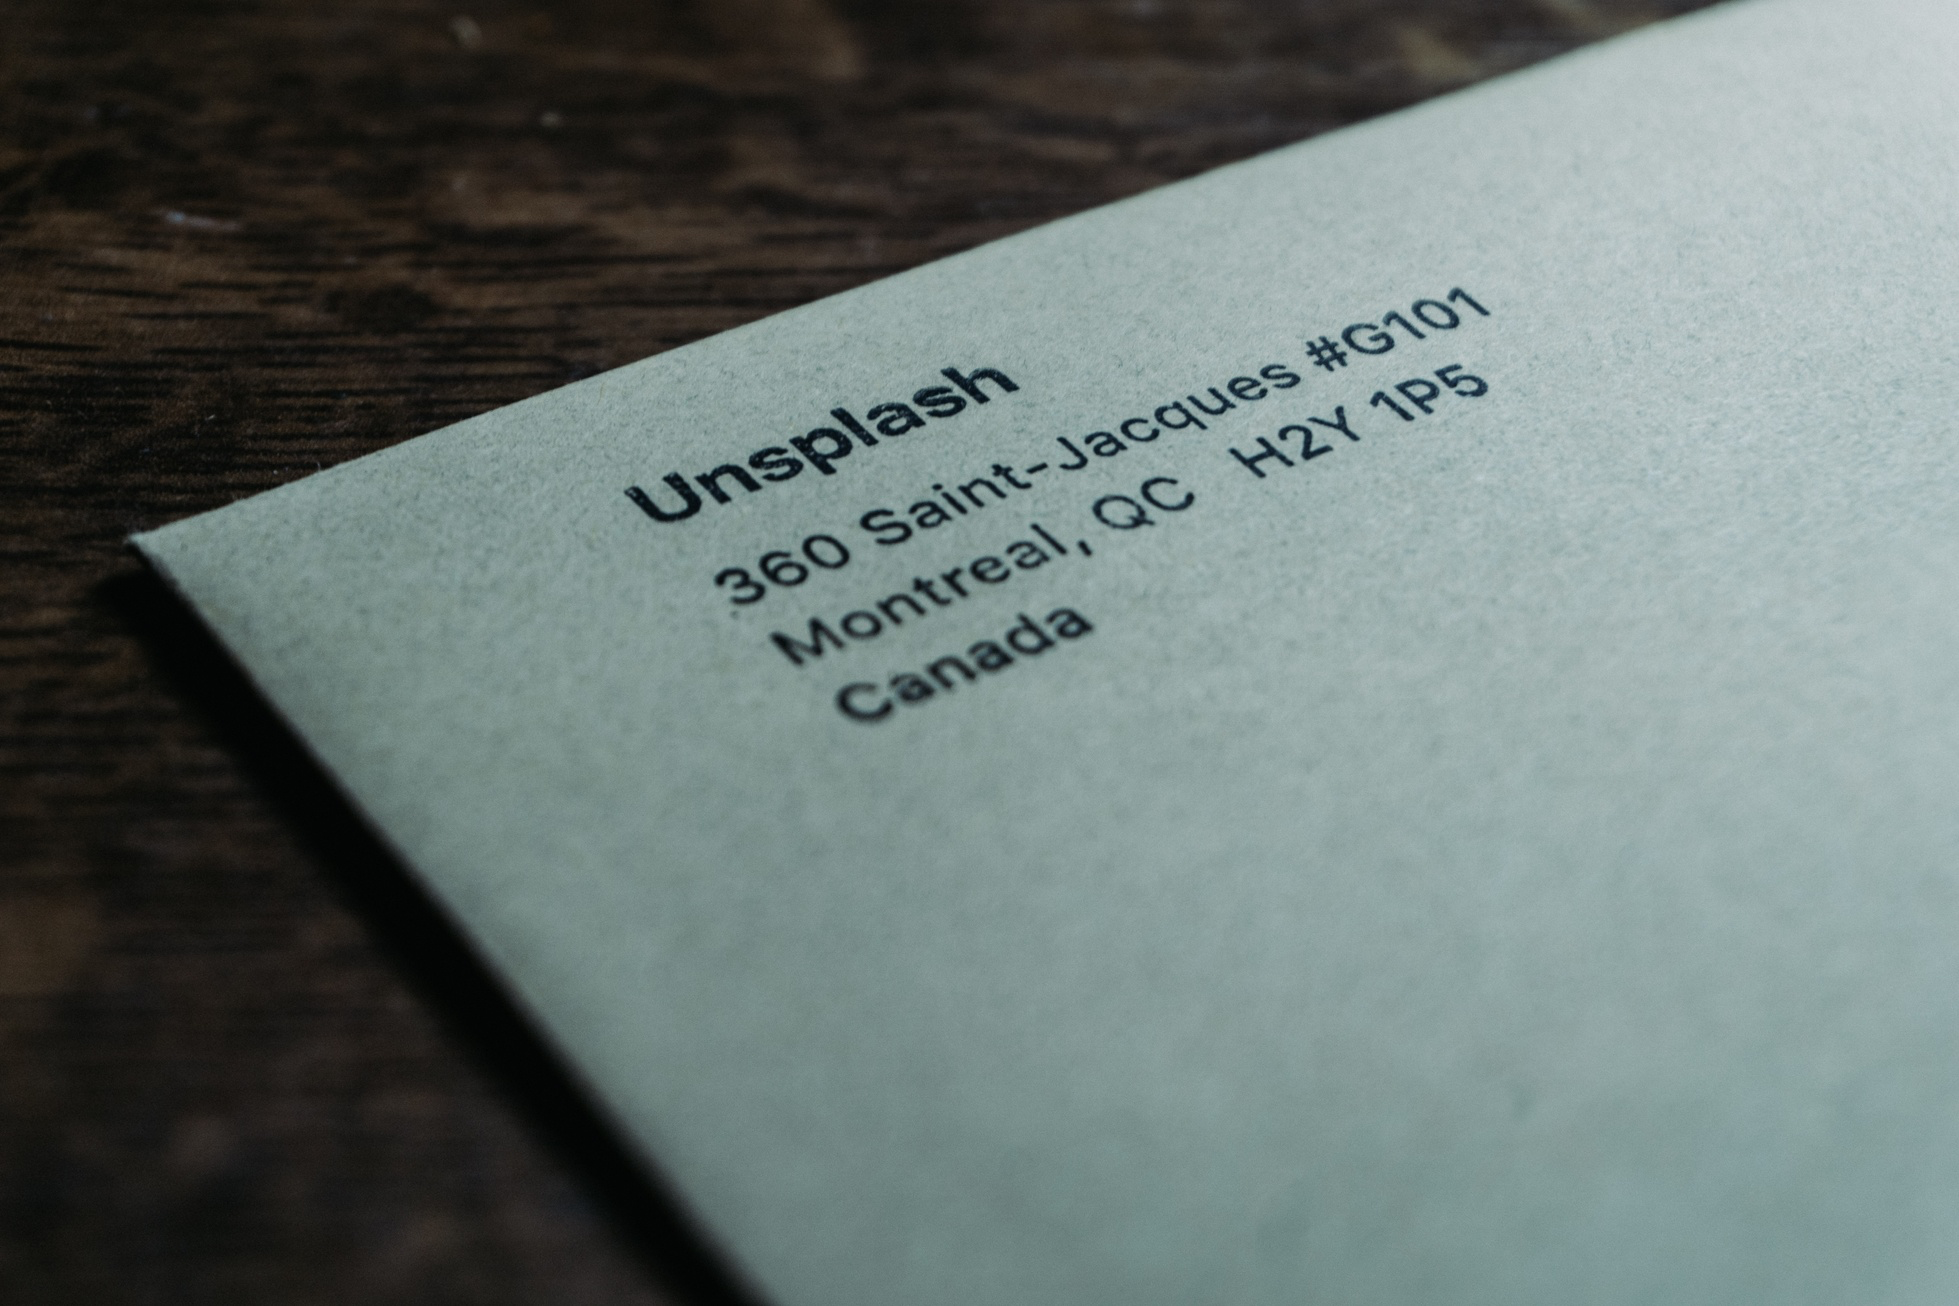 Unsplash
360 Saint-Jacques #G101
Montreal, QC H2Y 1P5
Canada